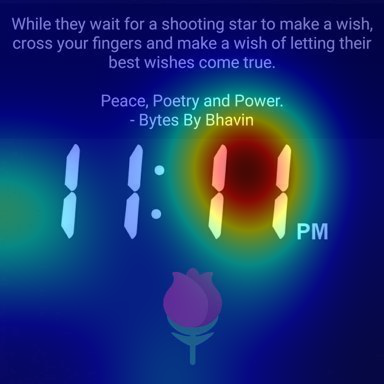 While they wait for a shooting star to make a wish,
cross your fingers and make a wish of letting their
best wishes come true.
Peace, Poetry and Power.
- Bytes By Bhavin
11:11 PM